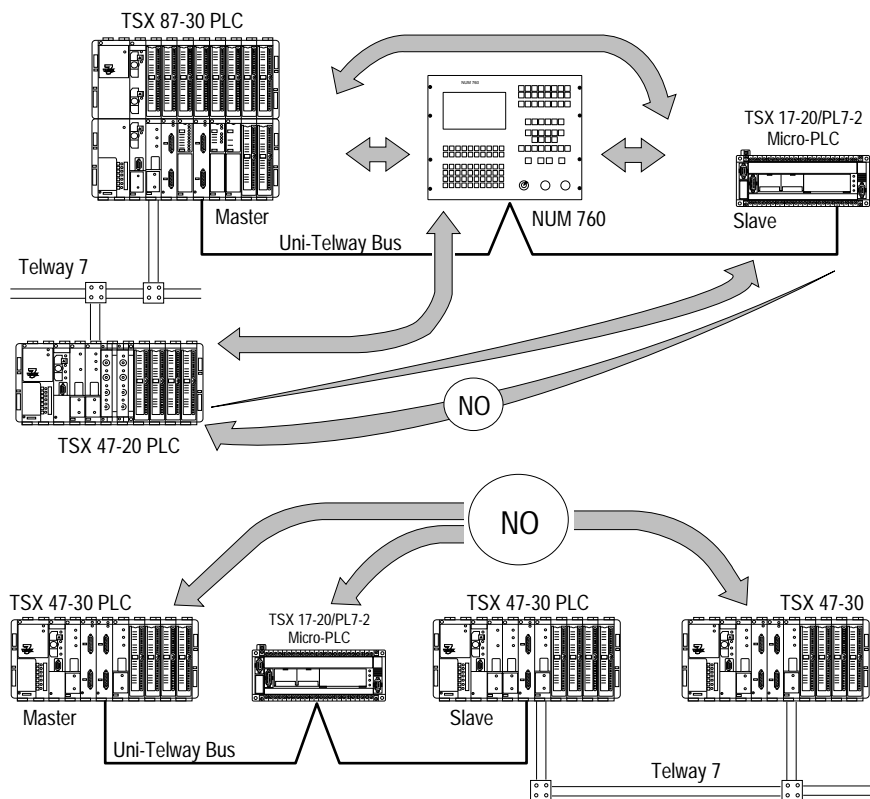 TSX 87-30 PLC
NUM 760
TSX 17-20/PL7-2
Micro-PLC
Master
NUM 760
Slave
Uni-Telway Bus
Telway 7
NO
TSX 47-20 PLC
NO
TSX 47-30 PLC
TSX 17-20/PL7-2
Micro-PLC
TSX 47-30 PLC
TSX 47-30
Master
Slave
Uni-Telway Bus
Telway 7